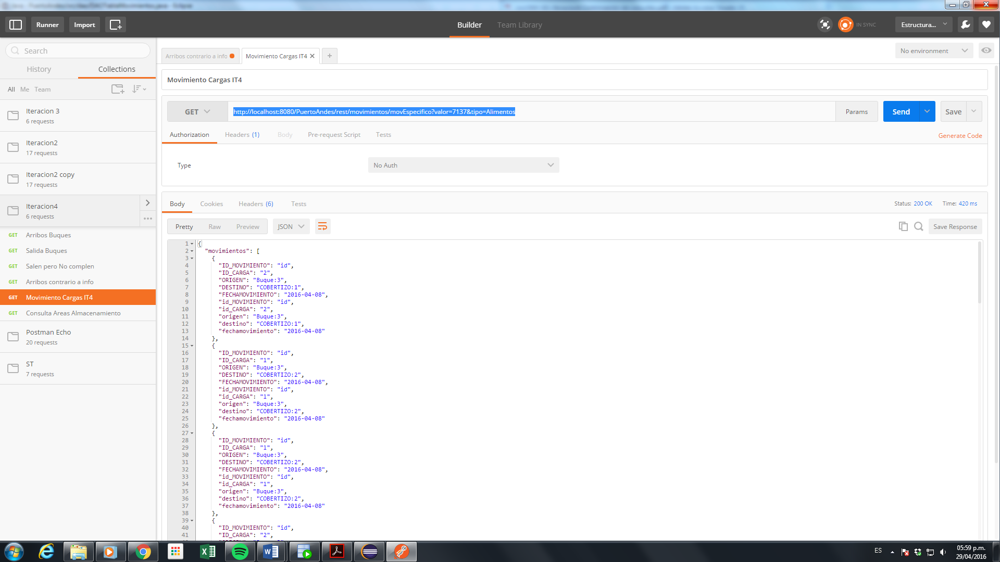 Runner
Import
Builder
Team Library
IN SYNC
Estructura...
Search
History
Collections
All Me Team
Iteracion 3
6 requests
Iteracion2
17 requests
Iteracion2 copy
17 requests
Iteracion4
6 requests
GET Arribos Buques
GET Salida Buques
GET Salen pero No complen
GET Arribos contrario a info
GET Movimiento Cargas IT4
GET Consulta Areas Almacenamiento
Postman Echo
20 requests
ST
7 requests
Arribos contrario a info
Movimiento Cargas IT4
No environment
Movimiento Cargas IT4
GET
http://localhost:8080/PuertoAndes/rest/movimientos/movEspecifico?valor=7137&tipo=Alimentos
Params
Send
Save
Authorization
Headers (1)
Body
Pre-request Script
Tests
Generate Code
Type
No Auth
Body
Cookies
Headers (6)
Tests
Status: 200 OK
Time: 420 ms
Pretty
Raw
Preview
JSON
Save Response
1 {
2 "movimientos": [
3 {
4 "ID_MOVIMIENTO": "id",
5 "ID_CARGA": "2",
6 "ORIGEN": "Buque:3",
7 "DESTINO": "COBERTIZO:1",
8 "FECHAMOVIMIENTO": "2016-04-08",
9 "id_MOVIMIENTO": "id",
10 "id_CARGA": "2",
11 "origen": "Buque:3",
12 "destino": "COBERTIZO:1",
13 "fechamovimiento": "2016-04-08"
14 },
15 {
16 "ID_MOVIMIENTO": "id",
17 "ID_CARGA": "1",
18 "ORIGEN": "Buque:3",
19 "DESTINO": "COBERTIZO:2",
20 "FECHAMOVIMIENTO": "2016-04-08",
21 "id_MOVIMIENTO": "id",
22 "id_CARGA": "1",
23 "origen": "Buque:3",
24 "destino": "COBERTIZO:2",
25 "fechamovimiento": "2016-04-08"
26 },
27 {
28 "ID_MOVIMIENTO": "id",
29 "ID_CARGA": "1",
30 "ORIGEN": "Buque:3",
31 "DESTINO": "COBERTIZO:2",
32 "FECHAMOVIMIENTO": "2016-04-08",
33 "id_MOVIMIENTO": "id",
34 "id_CARGA": "1",
35 "origen": "Buque:3",
36 "destino": "COBERTIZO:2",
37 "fechamovimiento": "2016-04-08"
38 },
39 {
40 "ID_MOVIMIENTO": "id",
41 "ID_CARGA": "2",
ES
05:59 p.m.
29/04/2016